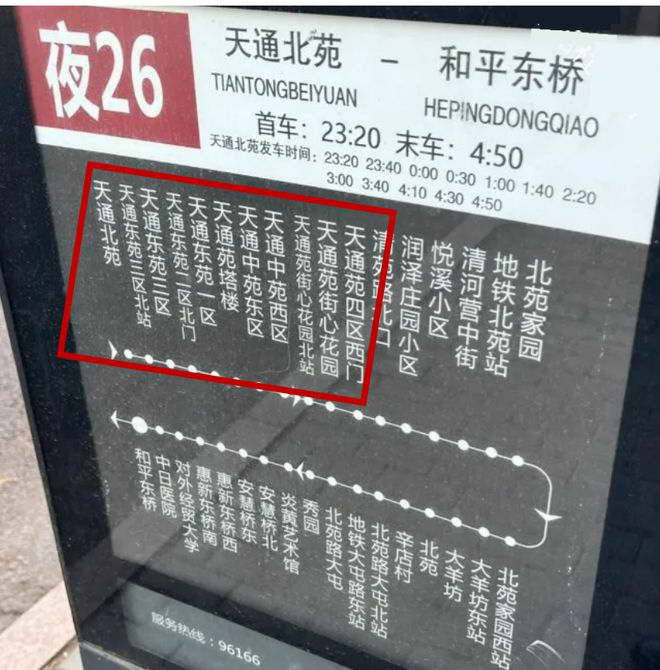 夜26
天通北苑 – 和平东桥
TIANTONGBEIYUAN HEPINGDONGQIAO
首车：23:20 末车：4:50
天通北苑发车时间：23:20 23:40 0:00 0:30 1:00 1:40 2:20
3:00 3:40 4:10 4:30 4:50
天通北苑
天通东苑三区北站
天通东苑三区
天通东苑二区北门
天通东苑一区
天通苑塔楼
天通中苑东区
天通中苑西区
天通苑街心花园北站
天通苑街心花园
天通苑四区西门
清苑路北口
润泽庄园小区
悦溪小区
清河营中街
地铁北苑站
北苑家园
北苑家园西站
大羊坊东站
大羊坊
北苑
辛店村
北苑路大屯北站
地铁大屯路东站
北苑路大屯
秀园
炎黄艺术馆
安慧桥北
安慧桥东
惠新东桥西
惠新东桥南
对外经贸大学
中日医院
和平东桥
服务热线：96166